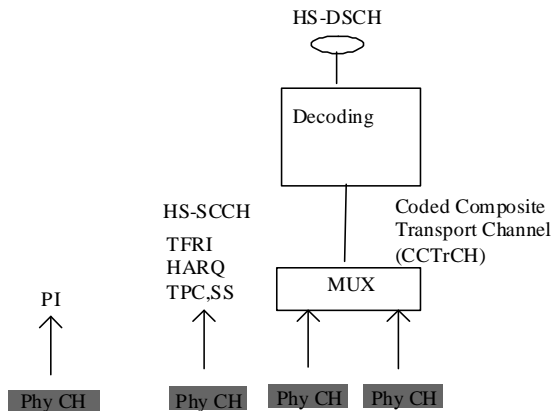 HS-DSCH
Decoding
HS-SCCH
TFRI
HARQ
TPC,SS
Coded Composite
Transport Channel
(CCTrCH)
MUX
PI
Phy CH
Phy CH
Phy CH
Phy CH